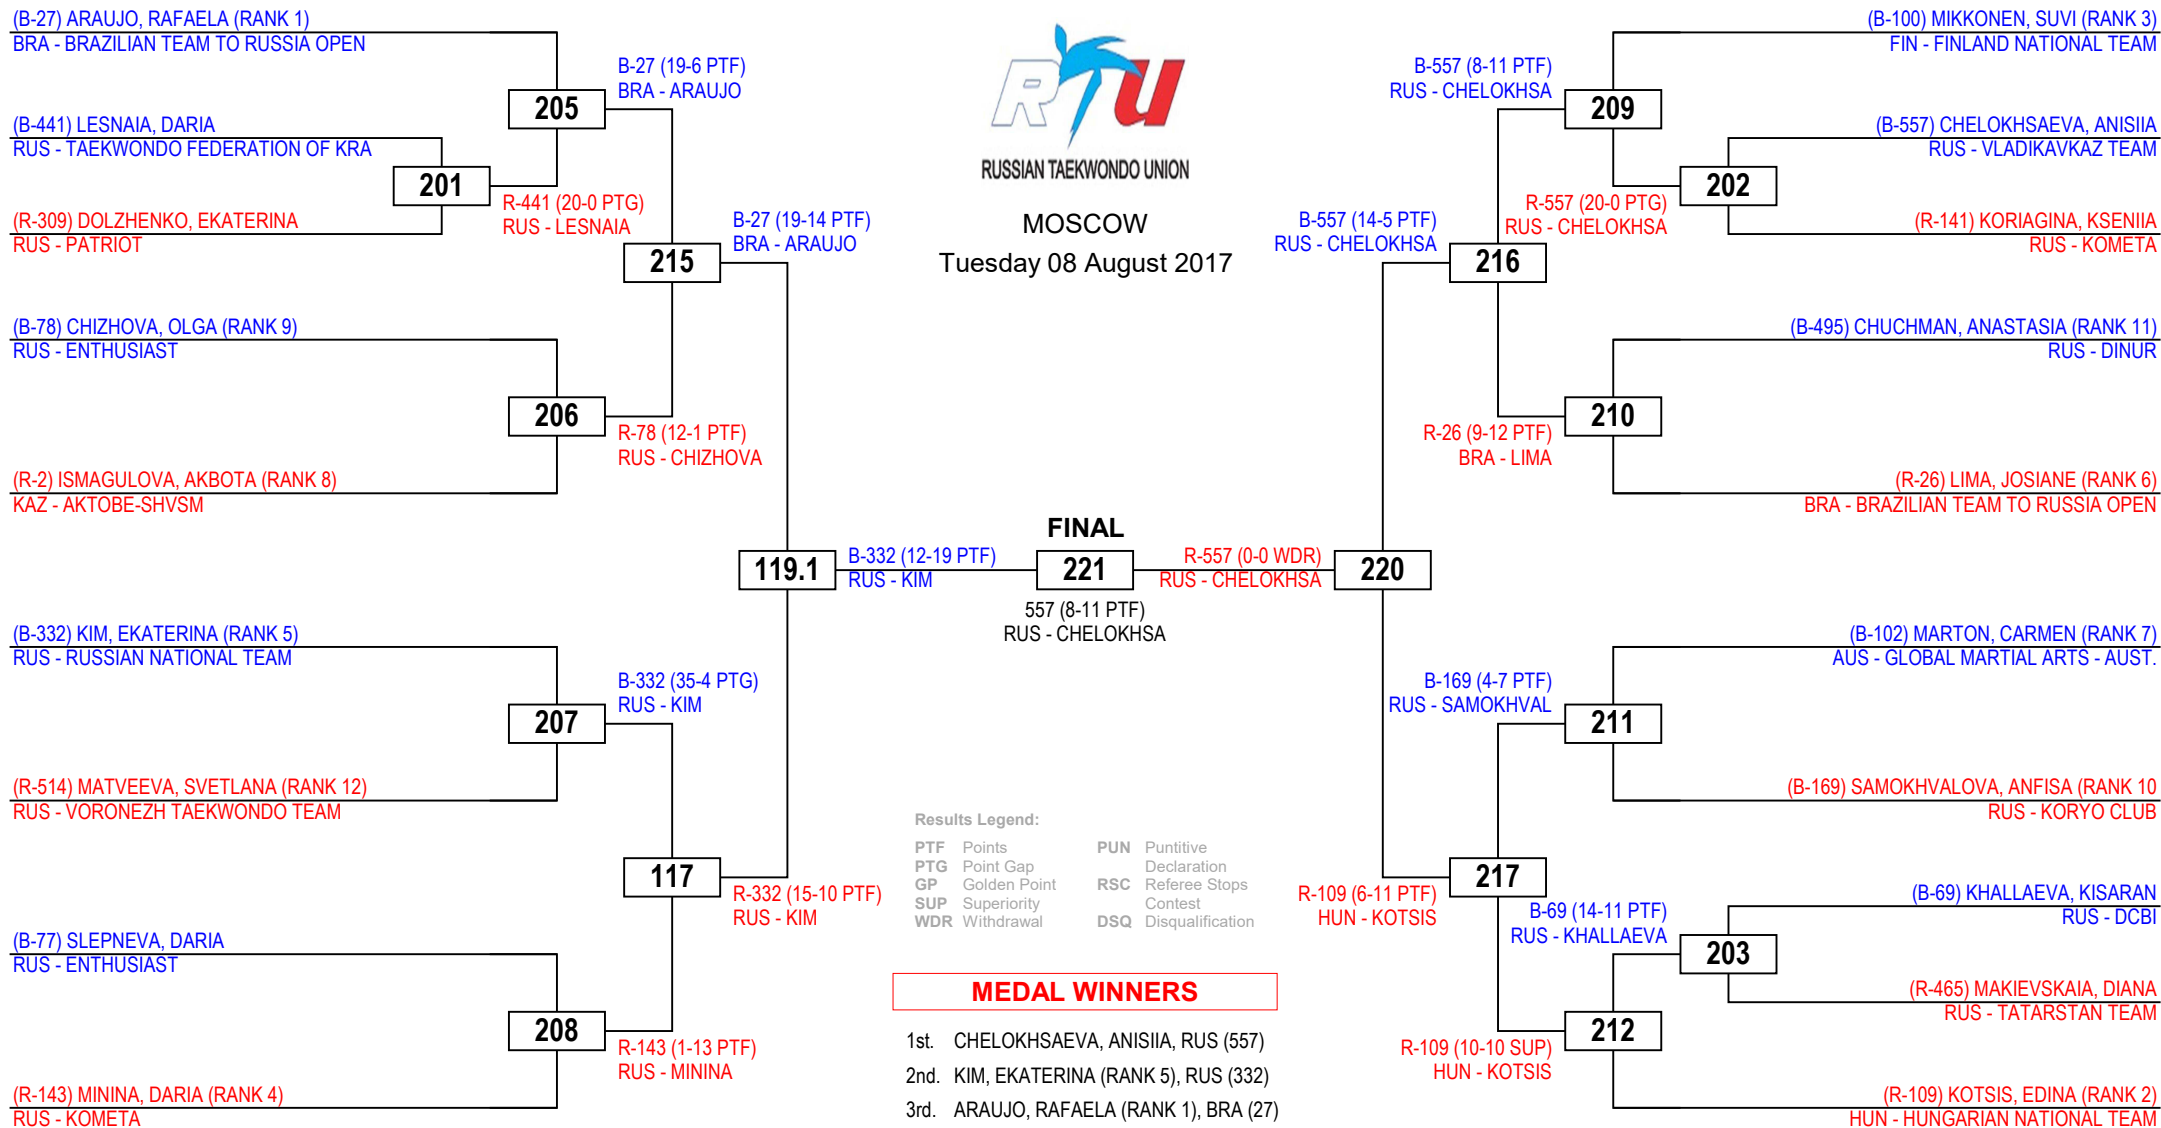 (B-27) ARAUJO, RAFAELA (RANK 1)
BRA - BRAZILIAN TEAM TO RUSSIA OPEN
(B-441) LESNAIA, DARIA
RUS - TAEKWONDO FEDERATION OF KRA
(R-309) DOLZHENKO, EKATERINA
RUS - PATRIOT
(B-78) CHIZHOVA, OLGA (RANK 9)
RUS - ENTHUSIAST
(R-2) ISMAGULOVA, AKBOTA (RANK 8)
KAZ - AKTOBE-SHVSM
(B-332) KIM, EKATERINA (RANK 5)
RUS - RUSSIAN NATIONAL TEAM
(R-514) MATVEEVA, SVETLANA (RANK 12)
RUS - VORONEZH TAEKWONDO TEAM
(B-77) SLEPNEVA, DARIA
RUS - ENTHUSIAST
(R-143) MININA, DARIA (RANK 4)
RUS - KOMETA
201
R-441 (20-0 PTG)
RUS - LESNAIA
205
B-27 (19-6 PTF)
BRA - ARAUJO
206
R-78 (12-1 PTF)
RUS - CHIZHOVA
207
B-332 (35-4 PTG)
RUS - KIM
208
R-143 (1-13 PTF)
RUS - MININA
215
B-27 (19-14 PTF)
BRA - ARAUJO
117
R-332 (15-10 PTF)
RUS - KIM
119.1
B-332 (12-19 PTF)
RUS - KIM
RTU
RUSSIAN TAEKWONDO UNION
MOSCOW
Tuesday 08 August 2017
FINAL
221
557 (8-11 PTF)
RUS - CHELOKHSA
Results Legend:
PTF Points
PTG Point Gap
GP Golden Point
SUP Superiority
WDR Withdrawal
PUN Puntitive
Declaration
RSC Referee Stops
Contest
DSQ Disqualification
MEDAL WINNERS
1st. CHELOKHSAEVA, ANISIIA, RUS (557)
2nd. KIM, EKATERINA (RANK 5), RUS (332)
3rd. ARAUJO, RAFAELA (RANK 1), BRA (27)
R-557 (0-0 WDR)
RUS - CHELOKHSA
220
B-557 (14-5 PTF)
RUS - CHELOKHSA
216
R-109 (6-11 PTF)
HUN - KOTSIS
217
B-557 (8-11 PTF)
RUS - CHELOKHSA
209
R-26 (9-12 PTF)
BRA - LIMA
210
B-169 (4-7 PTF)
RUS - SAMOKHVAL
211
R-109 (10-10 SUP)
HUN - KOTSIS
212
R-557 (20-0 PTG)
RUS - CHELOKHSA
202
B-69 (14-11 PTF)
RUS - KHALLAEVA
203
(B-100) MIKKONEN, SUVI (RANK 3)
FIN - FINLAND NATIONAL TEAM
(B-557) CHELOKHSAEVA, ANISIIA
RUS - VLADIKAVKAZ TEAM
(R-141) KORIAGINA, KSENIIA
RUS - KOMETA
(B-495) CHUCHMAN, ANASTASIA (RANK 11)
RUS - DINUR
(R-26) LIMA, JOSIANE (RANK 6)
BRA - BRAZILIAN TEAM TO RUSSIA OPEN
(B-102) MARTON, CARMEN (RANK 7)
AUS - GLOBAL MARTIAL ARTS - AUST.
(B-169) SAMOKHVALOVA, ANFISA (RANK 10
RUS - KORYO CLUB
(B-69) KHALLAEVA, KISARAN
RUS - DCBI
(R-465) MAKIEVSKAIA, DIANA
RUS - TATARSTAN TEAM
(R-109) KOTSIS, EDINA (RANK 2)
HUN - HUNGARIAN NATIONAL TEAM